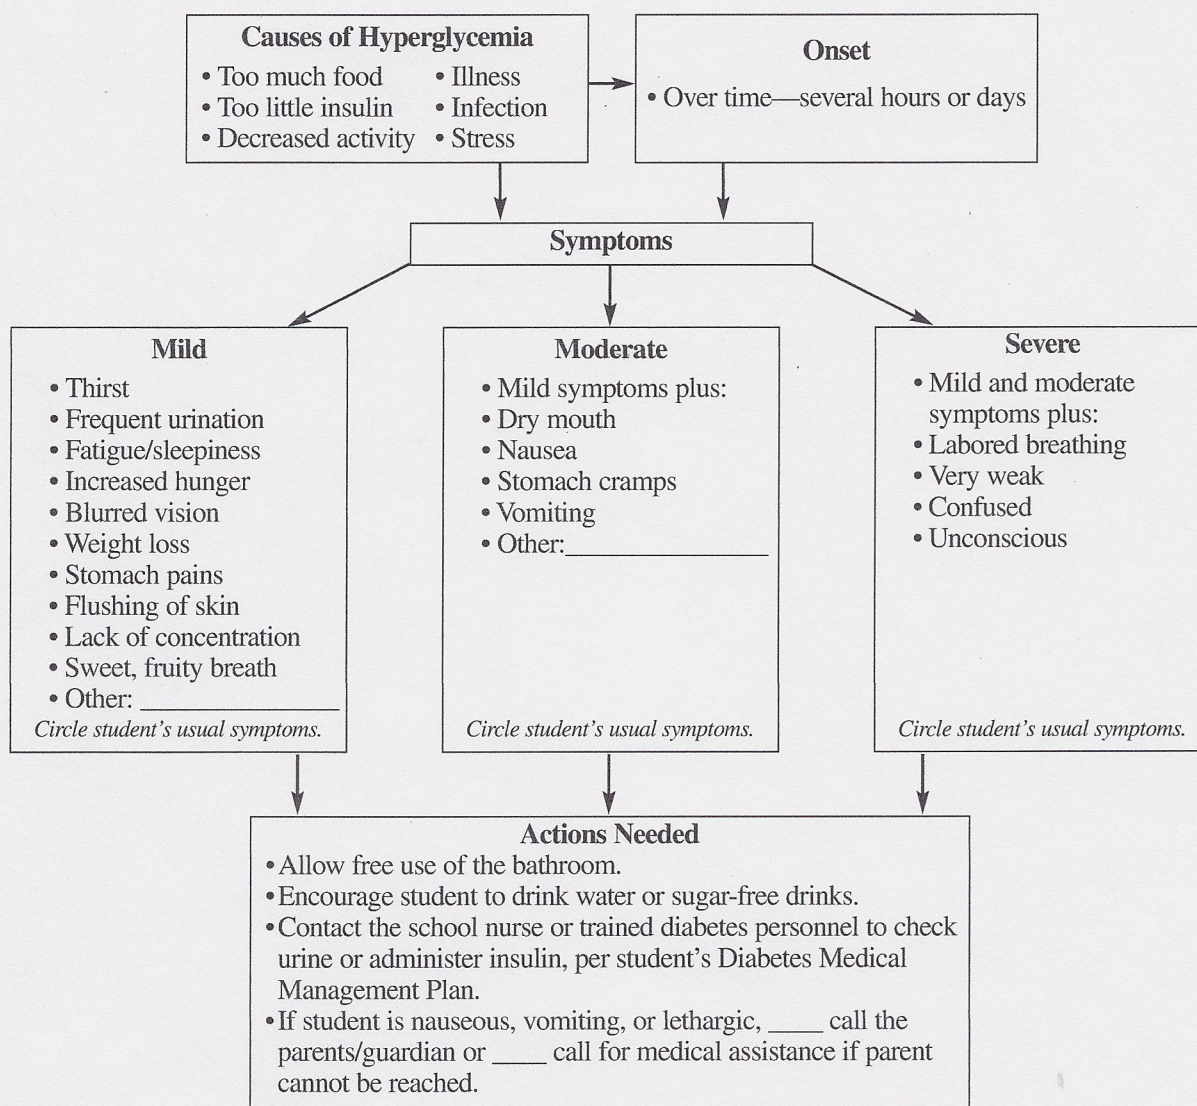 Causes of Hyperglycemia
• Too much food
• Too little insulin
• Decreased activity
• Illness
• Infection
• Stress
Onset
• Over time—several hours or days
Symptoms
Mild
• Thirst
• Frequent urination
• Fatigue/sleepiness
• Increased hunger
• Blurred vision
• Weight loss
• Stomach pains
• Flushing of skin
• Lack of concentration
• Sweet, fruity breath
• Other: __________________
Circle student’s usual symptoms.
Moderate
• Mild symptoms plus:
• Dry mouth
• Nausea
• Stomach cramps
• Vomiting
• Other:__________________
Circle student’s usual symptoms.
Severe
• Mild and moderate
symptoms plus:
• Labored breathing
• Very weak
• Confused
• Unconscious
Circle student’s usual symptoms.
Actions Needed
• Allow free use of the bathroom.
• Encourage student to drink water or sugar-free drinks.
• Contact the school nurse or trained diabetes personnel to check
urine or administer insulin, per student’s Diabetes Medical
Management Plan.
• If student is nauseous, vomiting, or lethargic, ____ call the
parents/guardian or ____ call for medical assistance if parent
cannot be reached.